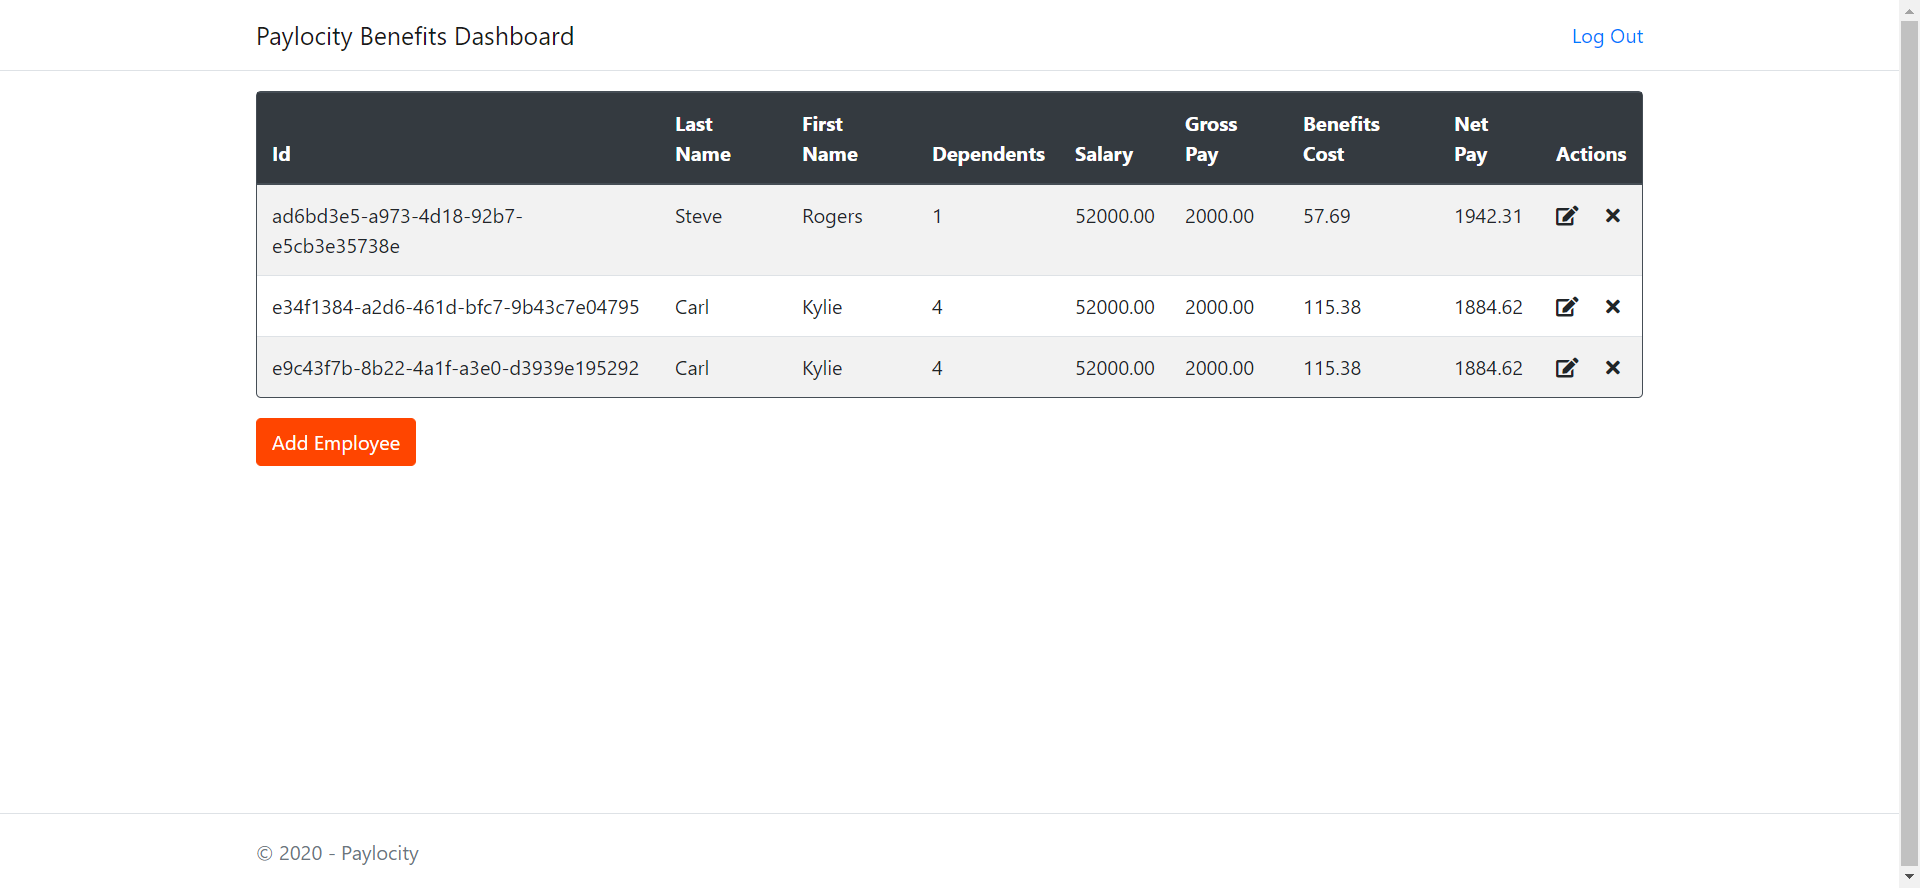 Paylocity Benefits Dashboard Log Out
Id Last Name First Name Dependents Salary Gross Pay Benefits Cost Net Pay Actions
ad6bd3e5-a973-4d18-92b7-e5cb3e35738e Steve Rogers 1 52000.00 2000.00 57.69 1942.31
e34f1384-a2d6-461d-bfc7-9b43c7e04795 Carl Kylie 4 52000.00 2000.00 115.38 1884.62
e9c43f7b-8b22-4a1f-a3e0-d3939e195292 Carl Kylie 4 52000.00 2000.00 115.38 1884.62
Add Employee
© 2020 - Paylocity